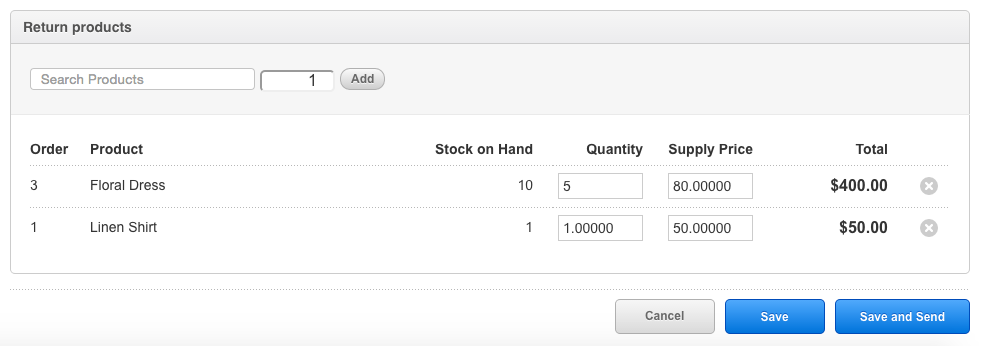 Return products
Search Products 1 Add
Order Product Stock on Hand Quantity Supply Price Total
3 Floral Dress 10 5 80.00000 $400.00
1 Linen Shirt 1 1.00000 50.00000 $50.00
Cancel Save Save and Send